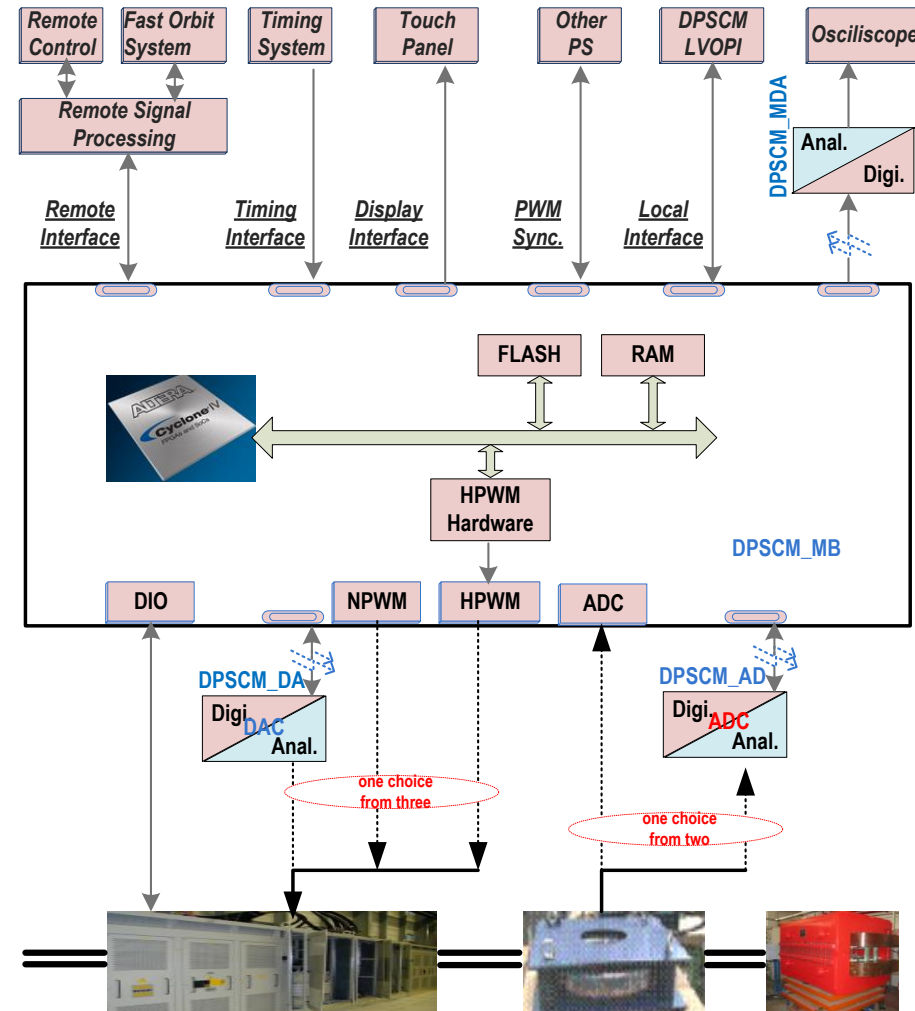 Remote
Control
Fast Orbit
System
Timing
System
Touch
Panel
Other
PS
DPSCM
LVOPI
Osciliscope
Remote Signal
Processing
DPSCM_MDA
Anal.
Digi.
Remote
Interface
Timing
Interface
Display
Interface
PWM
Sync.
Local
Interface
FLASH
RAM
ALTERA
Cyclone IV
FPGAs and SoCs
HPWM
Hardware
DPSCM_MB
DIO
NPWM
HPWM
ADC
DPSCM_DA
Digi.
DAC
Anal.
DPSCM_AD
Digi.
ADC
Anal.
one choice
from three
one choice
from two